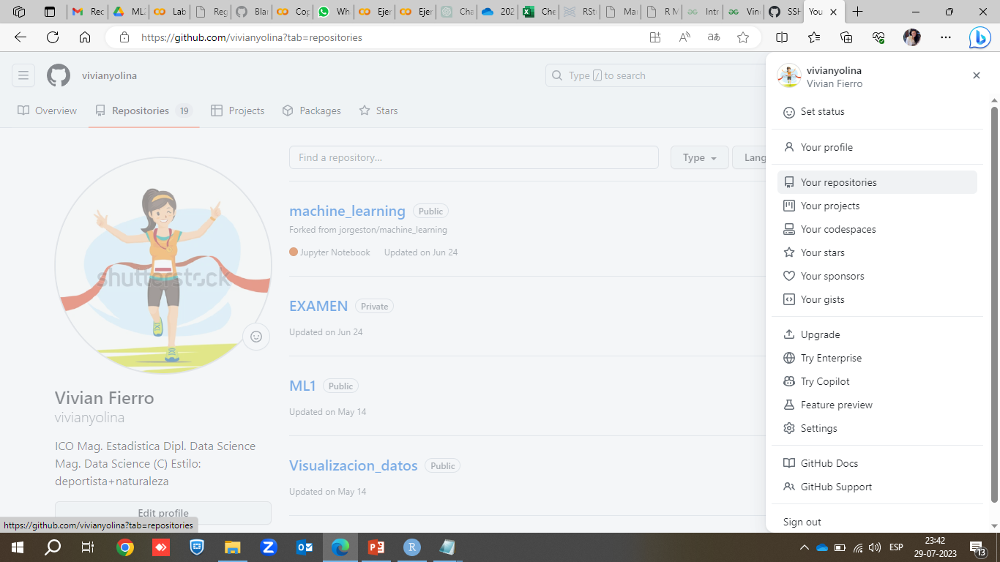 Rec
ML
Lab
Reg
Bla
Cop
Wh
Ejer
Ejer
Cha
202
Che
RSt
Ma
R M
Intr
Vin
SSH
You
https://github.com/vivianyolina?tab=repositories
vivianyolina
Type / to search
Overview
Repositories 19
Projects
Packages
Stars
Find a repository...
Type
Lang
machine_learning Public
Forked from jorgeston/machine_learning
Jupyter Notebook Updated on Jun 24
EXAMEN Private
Updated on Jun 24
ML1 Public
Updated on May 14
Visualizacion_datos Public
Updated on May 14
shutterstock
Vivian Fierro
vivianyolina
ICO Mag. Estadistica Dipl. Data Science
Mag. Data Science (C) Estilo:
deportista+naturaleza
Edit profile
https://github.com/vivianyolina?tab=repositories
vivianyolina
Vivian Fierro
Set status
Your profile
Your repositories
Your projects
Your codespaces
Your stars
Your sponsors
Your gists
Upgrade
Try Enterprise
Try Copilot
Feature preview
Settings
GitHub Docs
GitHub Support
Sign out
ESP
23:42
29-07-2023
13